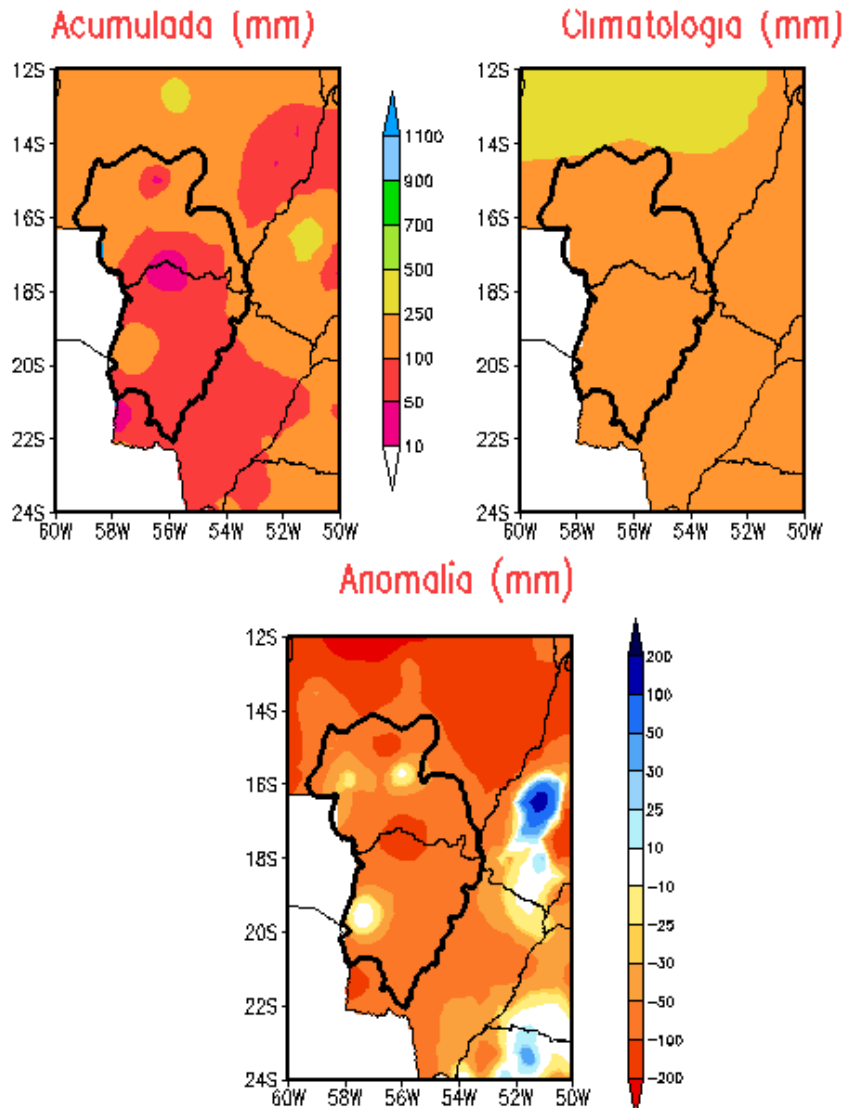 Acumulada (mm)
Climatologia (mm)
12S
14S
16S
18S
20S
22S
24S
60W 58W 56W 54W 52W 50W
1100
900
700
500
250
100
50
10
12S
14S
16S
18S
20S
22S
24S
60W 58W 56W 54W 52W 50W
Anomalia (mm)
12S
14S
16S
18S
20S
22S
24S
60W 58W 56W 54W 52W 50W
200
100
50
30
25
10
-10
-25
-30
-50
-100
-200